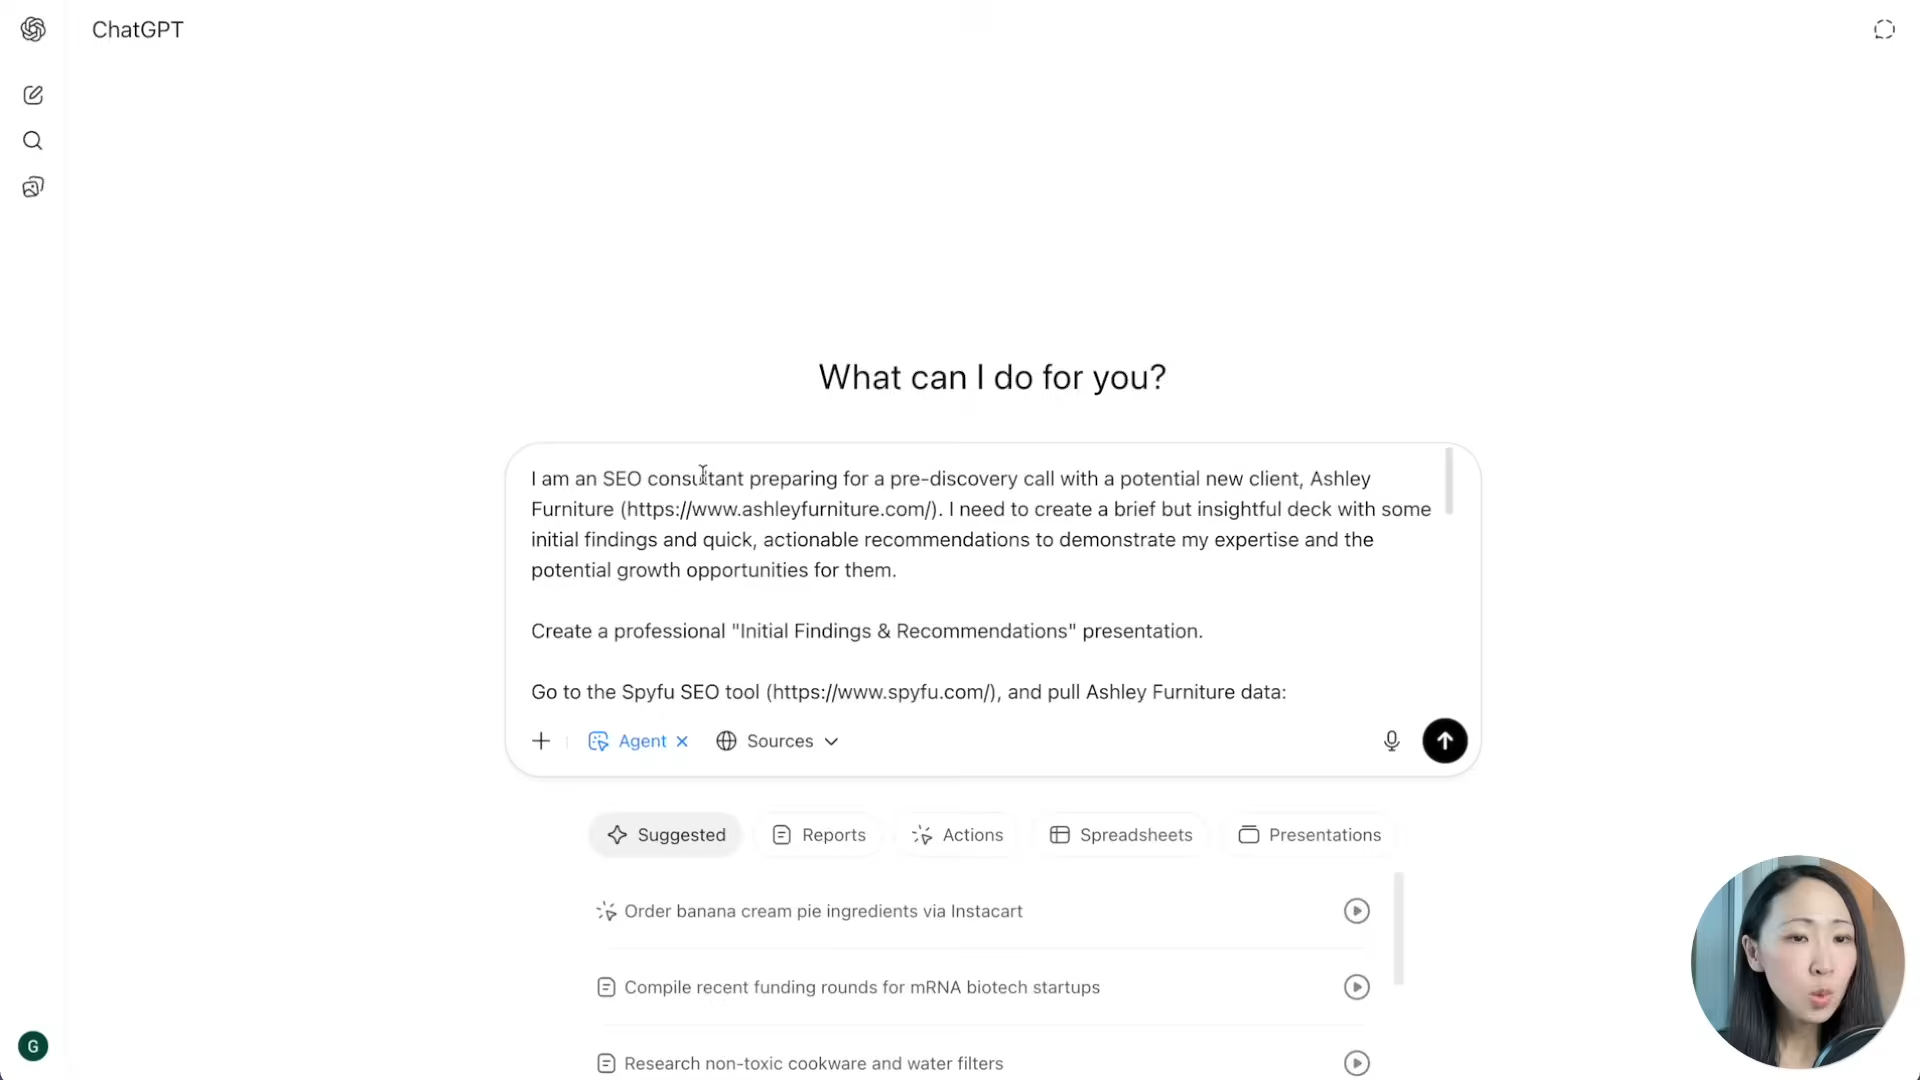 ChatGPT
What can I do for you?
I am an SEO consultant preparing for a pre-discovery call with a potential new client, Ashley
Furniture (https://www.ashleyfurniture.com/). I need to create a brief but insightful deck with some
initial findings and quick, actionable recommendations to demonstrate my expertise and the
potential growth opportunities for them.
Create a professional "Initial Findings & Recommendations" presentation.
Go to the Spyfu SEO tool (https://www.spyfu.com/), and pull Ashley Furniture data:
Agent
Sources
Suggested
Reports
Actions
Spreadsheets
Presentations
Order banana cream pie ingredients via Instacart
Compile recent funding rounds for mRNA biotech startups
Research non-toxic cookware and water filters
G